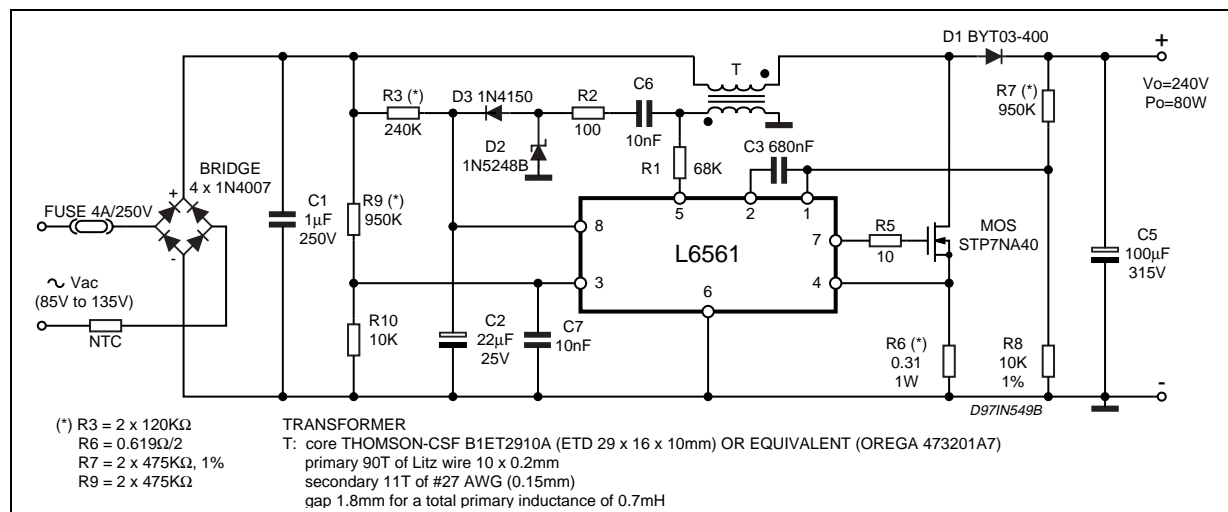 D1 BYT03-400
+
T
C6
R7 (*)
950K
Vo=240V
Po=80W
R3 (*)
240K
D3 1N4150
R2
100
10nF
D2
1N5248B
C3 680nF
R1
68K
BRIDGE
4 x 1N4007
+
-
FUSE 4A/250V
C1
1µF
250V
R9 (*)
950K
5
2
1
8
3
7
4
6
L6561
R5
10
MOS
STP7NA40
C5
100µF
315V
~ Vac
(85V to 135V)
NTC
R10
10K
C2
22µF
25V
C7
10nF
R6 (*)
0.31
1W
R8
10K
1%
-
D97IN549B
(*) R3 = 2 x 120KΩ
R6 = 0.619Ω/2
R7 = 2 x 475KΩ, 1%
R9 = 2 x 475KΩ
TRANSFORMER
T: core THOMSON-CSF B1ET2910A (ETD 29 x 16 x 10mm) OR EQUIVALENT (OREGA 473201A7)
primary 90T of Litz wire 10 x 0.2mm
secondary 11T of #27 AWG (0.15mm)
gap 1.8mm for a total primary inductance of 0.7mH